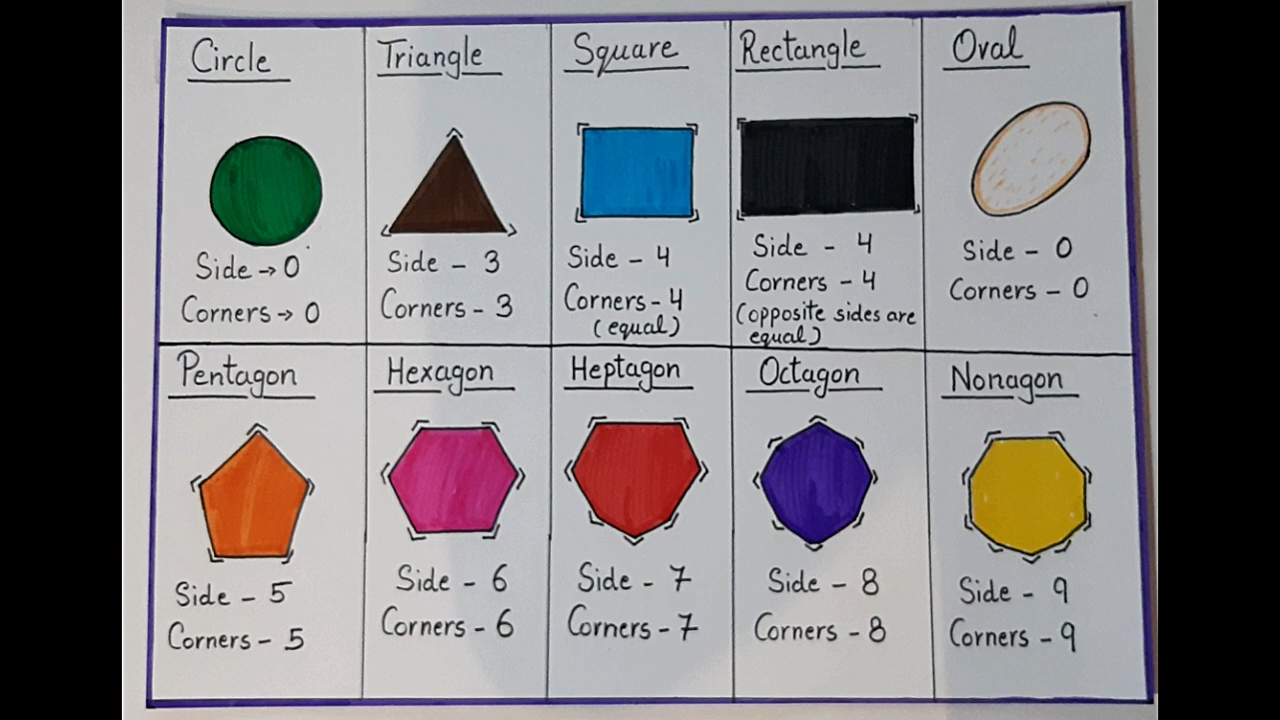 Circle
Side → 0
Corners → 0
Triangle
Side - 3
Corners - 3
Square
Side - 4
Corners - 4
(equal)
Rectangle
Side - 4
Corners - 4
(opposite sides are
equal)
Oval
Side - 0
Corners - 0
Pentagon
Side - 5
Corners - 5
Hexagon
Side - 6
Corners - 6
Heptagon
Side - 7
Corners - 7
Octagon
Side - 8
Corners - 8
Nonagon
Side - 9
Corners - 9